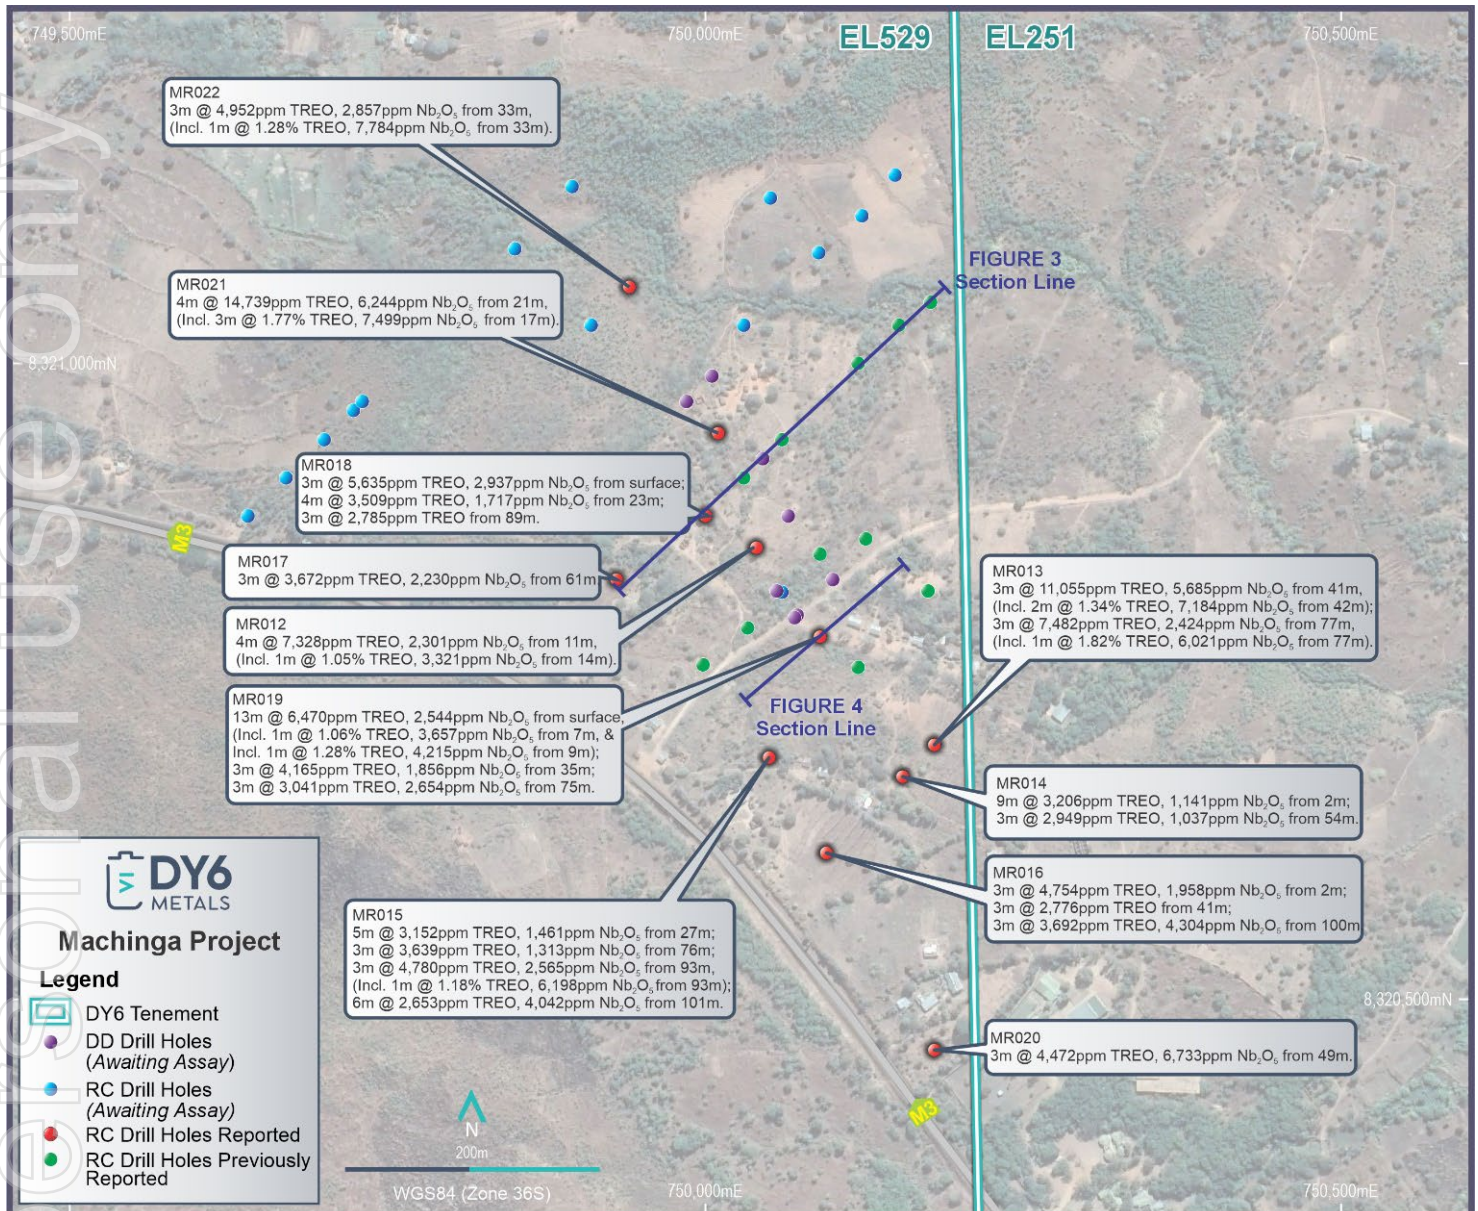 749,500mE
750,000mE
EL529
EL251
750,500mE
MR022
3m @ 4,952ppm TREO, 2,857ppm Nb₂O₅ from 33m,
(Incl. 1m @ 1.28% TREO, 7,784ppm Nb₂O₅ from 33m).
FIGURE 3
Section Line
MR021
4m @ 14,739ppm TREO, 6,244ppm Nb₂O₅ from 21m,
(Incl. 3m @ 1.77% TREO, 7,499ppm Nb₂O₅ from 17m).
8,321,000mN
MR018
3m @ 5,635ppm TREO, 2,937ppm Nb₂O₅ from surface;
4m @ 3,509ppm TREO, 1,717ppm Nb₂O₅ from 23m;
3m @ 2,785ppm TREO from 89m.
M3
MR017
3m @ 3,672ppm TREO, 2,230ppm Nb₂O₅ from 61m
MR013
3m @ 11,055ppm TREO, 5,685ppm Nb₂O₅ from 41m,
(Incl. 2m @ 1.34% TREO, 7,184ppm Nb₂O₅ from 42m);
3m @ 7,482ppm TREO, 2,424ppm Nb₂O₅ from 77m,
(Incl. 1m @ 1.82% TREO, 6,021ppm Nb₂O₅ from 77m).
MR012
4m @ 7,328ppm TREO, 2,301ppm Nb₂O₅ from 11m,
(Incl. 1m @ 1.05% TREO, 3,321ppm Nb₂O₅ from 14m).
MR019
13m @ 6,470ppm TREO, 2,544ppm Nb₂O₅ from surface,
(Incl. 1m @ 1.06% TREO, 3,657ppm Nb₂O₅ from 7m, &
Incl. 1m @ 1.28% TREO, 4,215ppm Nb₂O₅ from 9m);
3m @ 4,165ppm TREO, 1,856ppm Nb₂O₅ from 35m;
3m @ 3,041ppm TREO, 2,654ppm Nb₂O₅ from 75m.
FIGURE 4
Section Line
MR014
9m @ 3,206ppm TREO, 1,141ppm Nb₂O₅ from 2m;
3m @ 2,949ppm TREO, 1,037ppm Nb₂O₅ from 54m.
MR016
3m @ 4,754ppm TREO, 1,958ppm Nb₂O₅ from 2m;
3m @ 2,776ppm TREO from 41m;
3m @ 3,692ppm TREO, 4,304ppm Nb₂O₅ from 100m
MR015
5m @ 3,152ppm TREO, 1,461ppm Nb₂O₅ from 27m;
3m @ 3,639ppm TREO, 1,313ppm Nb₂O₅ from 76m;
3m @ 4,780ppm TREO, 2,565ppm Nb₂O₅ from 93m,
(Incl. 1m @ 1.18% TREO, 6,198ppm Nb₂O₅ from 93m);
6m @ 2,653ppm TREO, 4,042ppm Nb₂O₅ from 101m.
8,320,500mN
MR020
3m @ 4,472ppm TREO, 6,733ppm Nb₂O₅ from 49m.
M3
DY6
METALS
Machinga Project
Legend
DY6 Tenement
DD Drill Holes
(Awaiting Assay)
RC Drill Holes
(Awaiting Assay)
RC Drill Holes Reported
RC Drill Holes Previously
Reported
N
200m
WGS84 (Zone 36S)
750,000mE
750,500mE
personal use only